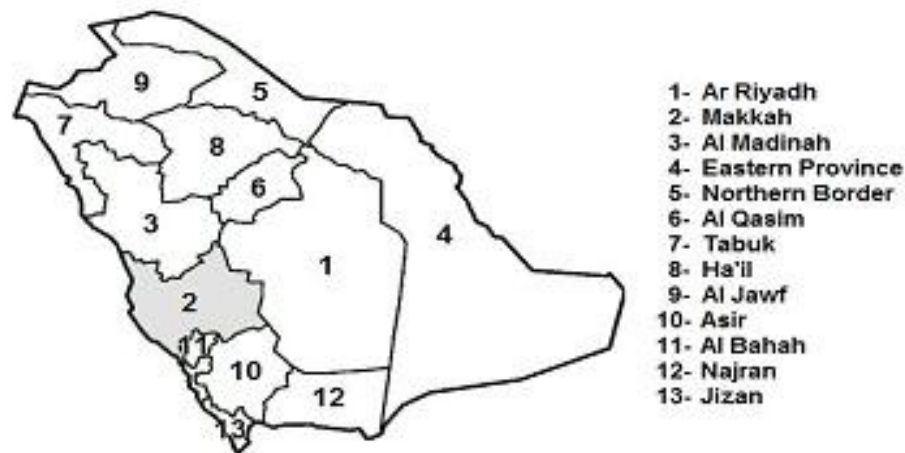 9
5
7
8
6
3
4
1
2
11
10
12
13
1- Ar Riyadh
2- Makkah
3- Al Madinah
4- Eastern Province
5- Northern Border
6- Al Qasim
7- Tabuk
8- Ha'il
9- Al Jawf
10- Asir
11- Al Bahah
12- Najran
13- Jizan